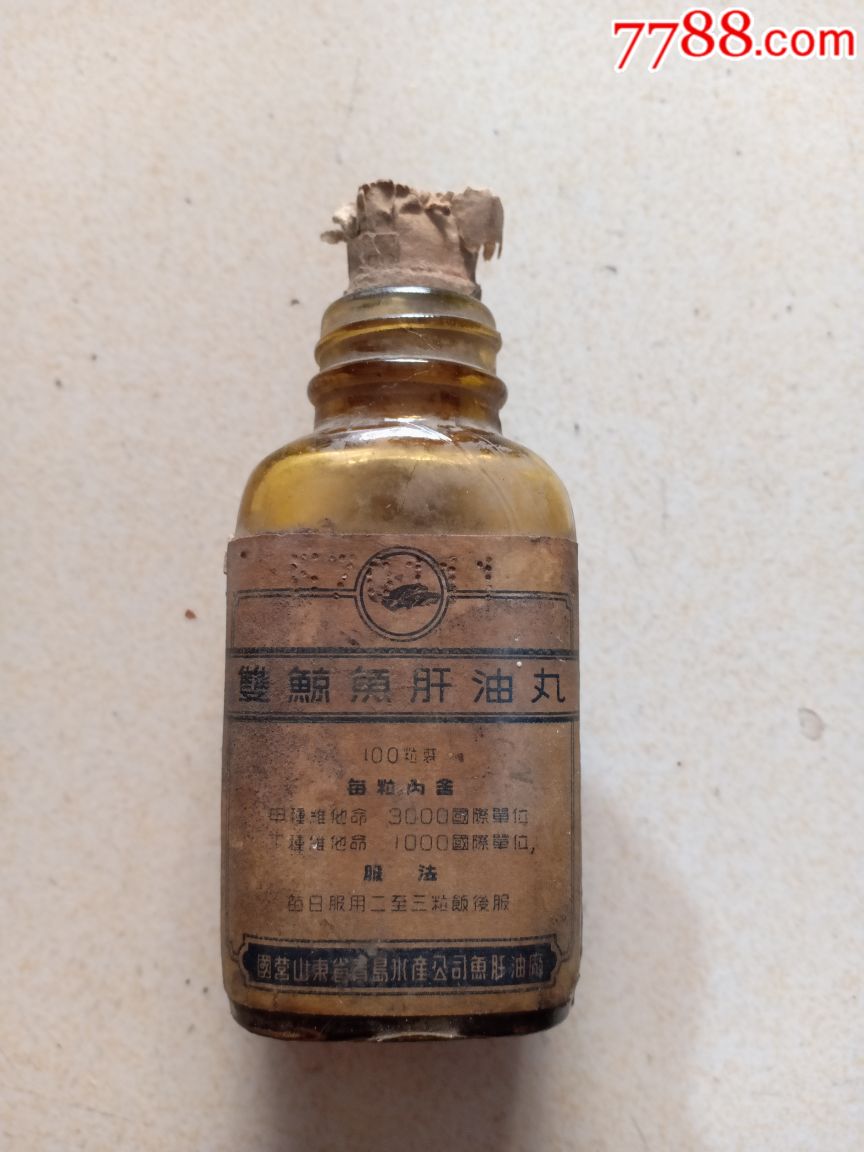 7788.com
雙鯨魚肝油丸
100粒裝
每粒內含
甲種維他命 3000國際單位
丁種維他命 1000國際單位,
服法
每日服用二至三粒飯後服
國營山東省青島水產公司魚肝油廠